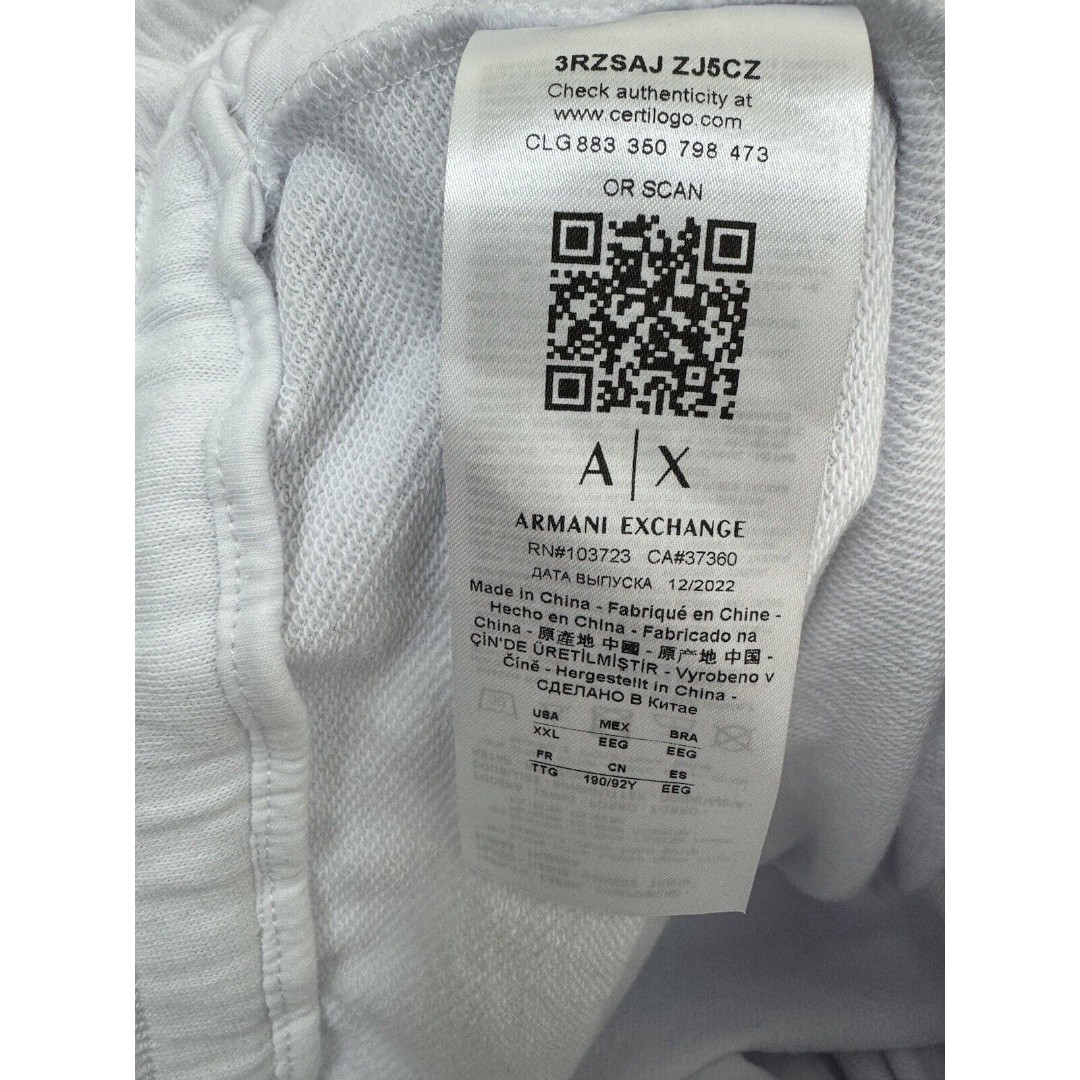 3RZSAJ ZJ5CZ
Check authenticity at
www.certilogo.com
CLG 883 350 798 473
OR SCAN
A|X
ARMANI EXCHANGE
RN#103723 CA#37360
ДАТА ВЫПУСКА 12/2022
Made in China - Fabriqué en Chine -
Hecho en China - Fabricado na
China - 原產地 中國 - 原产地 中国 -
ÇİN'DE ÜRETİLMİŞTİR - Vyrobeno v
Číně - Hergestellt in China -
СДЕЛАНО В Китае
USA MEX BRA
XXL EEG EEG
FR CN ES
TTG 190/92Y EEG